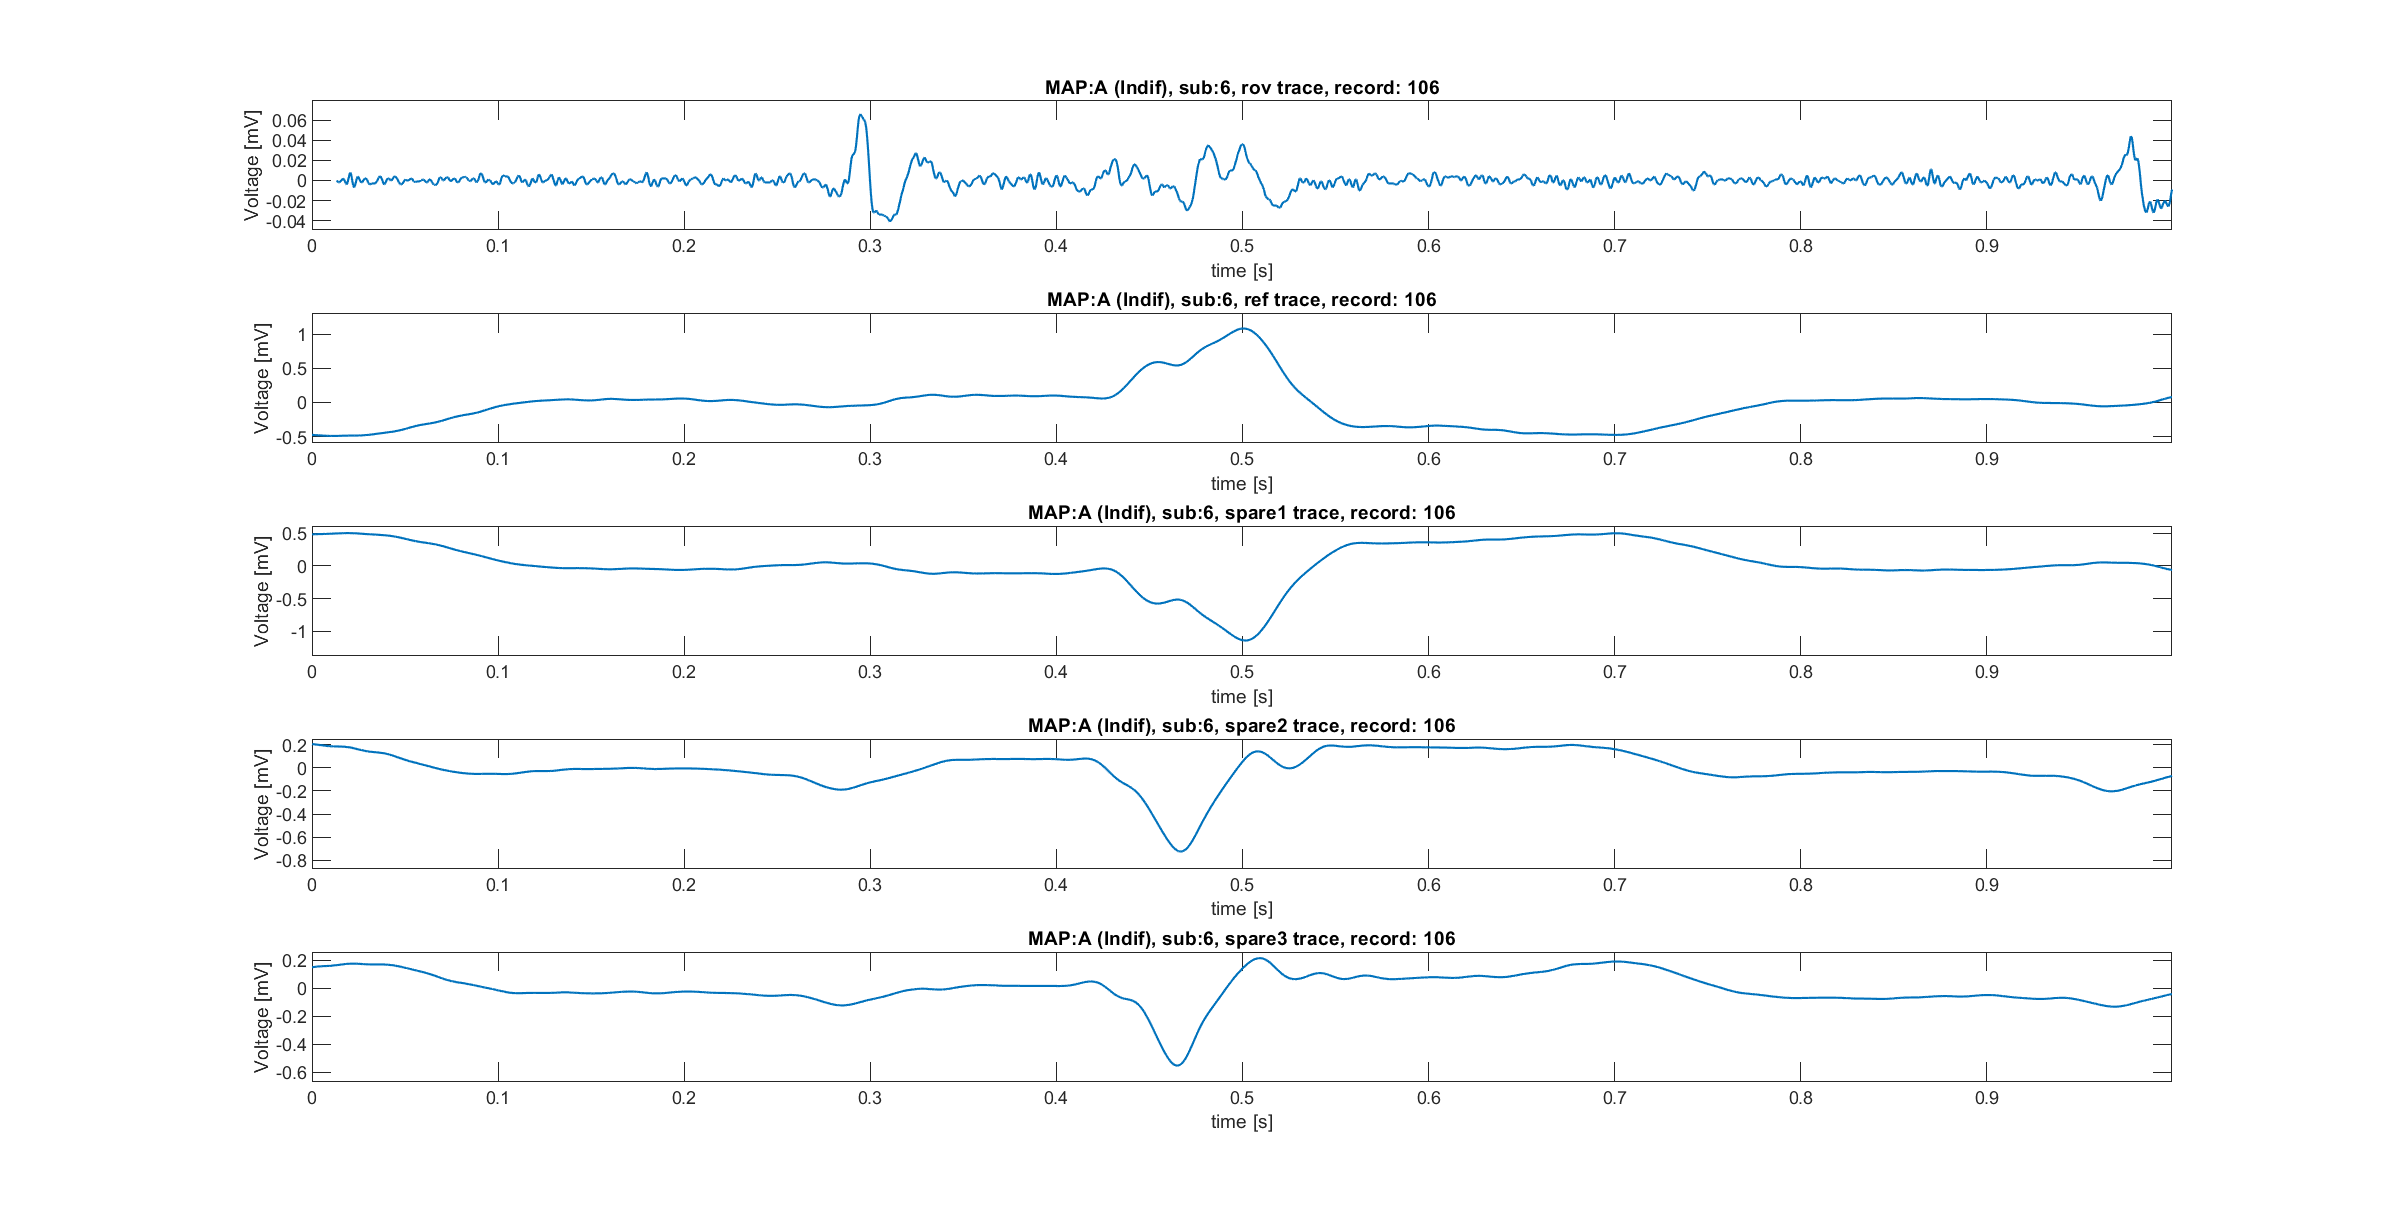 MAP:A (Indif), sub:6, rov trace, record: 106
Voltage [mV]
0.06
0.04
0.02
0
-0.02
-0.04
0 0.1 0.2 0.3 0.4 0.5 0.6 0.7 0.8 0.9
time [s]
MAP:A (Indif), sub:6, ref trace, record: 106
Voltage [mV]
1
0.5
0
-0.5
0 0.1 0.2 0.3 0.4 0.5 0.6 0.7 0.8 0.9
time [s]
MAP:A (Indif), sub:6, spare1 trace, record: 106
Voltage [mV]
0.5
0
-0.5
-1
0 0.1 0.2 0.3 0.4 0.5 0.6 0.7 0.8 0.9
time [s]
MAP:A (Indif), sub:6, spare2 trace, record: 106
Voltage [mV]
0.2
0
-0.2
-0.4
-0.6
-0.8
0 0.1 0.2 0.3 0.4 0.5 0.6 0.7 0.8 0.9
time [s]
MAP:A (Indif), sub:6, spare3 trace, record: 106
Voltage [mV]
0.2
0
-0.2
-0.4
-0.6
0 0.1 0.2 0.3 0.4 0.5 0.6 0.7 0.8 0.9
time [s]